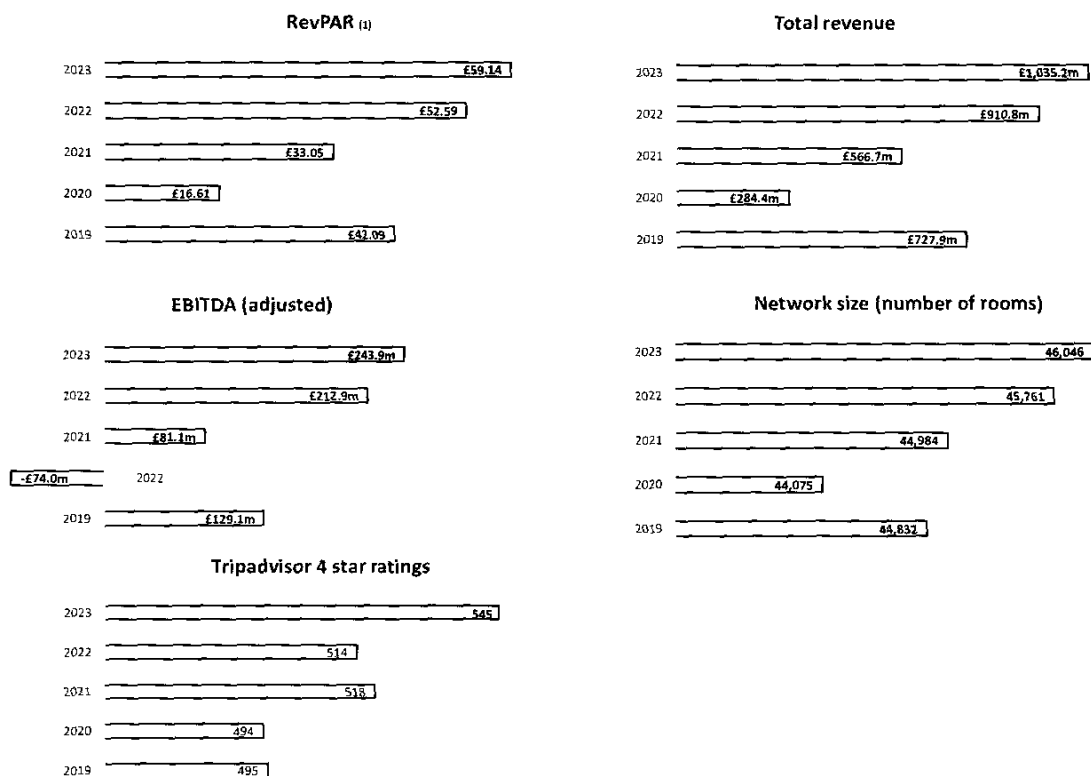 RevPAR (1)
2023 £59.14
2022 £52.59
2021 £33.05
2020 £16.61
2019 £42.09
Total revenue
2023 £1,035.2m
2022 £910.8m
2021 £566.7m
2020 £284.4m
2019 £727.9m
EBITDA (adjusted)
2023 £243.9m
2022 £212.9m
2021 £81.1m
-£74.0m 2022
2019 £129.1m
Network size (number of rooms)
2023 46,046
2022 45,761
2021 44,984
2020 44,075
2019 44,832
Tripadvisor 4 star ratings
2023 545
2022 514
2021 518
2020 494
2019 495